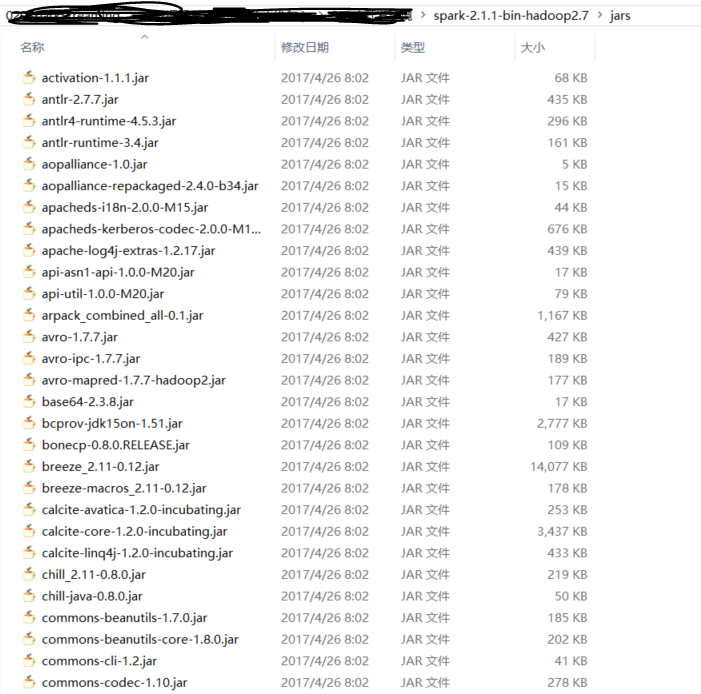 spark-2.1.1-bin-hadoop2.7 > jars
名称 修改日期 类型 大小
activation-1.1.1.jar 2017/4/26 8:02 JAR 文件 68 KB
antlr-2.7.7.jar 2017/4/26 8:02 JAR 文件 435 KB
antlr4-runtime-4.5.3.jar 2017/4/26 8:02 JAR 文件 296 KB
antlr-runtime-3.4.jar 2017/4/26 8:02 JAR 文件 161 KB
aopalliance-1.0.jar 2017/4/26 8:02 JAR 文件 5 KB
aopalliance-repackaged-2.4.0-b34.jar 2017/4/26 8:02 JAR 文件 15 KB
apacheds-i18n-2.0.0-M15.jar 2017/4/26 8:02 JAR 文件 44 KB
apacheds-kerberos-codec-2.0.0-M1... 2017/4/26 8:02 JAR 文件 676 KB
apache-log4j-extras-1.2.17.jar 2017/4/26 8:02 JAR 文件 439 KB
api-asn1-api-1.0.0-M20.jar 2017/4/26 8:02 JAR 文件 17 KB
api-util-1.0.0-M20.jar 2017/4/26 8:02 JAR 文件 79 KB
arpack_combined_all-0.1.jar 2017/4/26 8:02 JAR 文件 1,167 KB
avro-1.7.7.jar 2017/4/26 8:02 JAR 文件 427 KB
avro-ipc-1.7.7.jar 2017/4/26 8:02 JAR 文件 189 KB
avro-mapred-1.7.7-hadoop2.jar 2017/4/26 8:02 JAR 文件 177 KB
base64-2.3.8.jar 2017/4/26 8:02 JAR 文件 17 KB
bcprov-jdk15on-1.51.jar 2017/4/26 8:02 JAR 文件 2,777 KB
bonecp-0.8.0.RELEASE.jar 2017/4/26 8:02 JAR 文件 109 KB
breeze_2.11-0.12.jar 2017/4/26 8:02 JAR 文件 14,077 KB
breeze-macros_2.11-0.12.jar 2017/4/26 8:02 JAR 文件 178 KB
calcite-avatica-1.2.0-incubating.jar 2017/4/26 8:02 JAR 文件 253 KB
calcite-core-1.2.0-incubating.jar 2017/4/26 8:02 JAR 文件 3,437 KB
calcite-linq4j-1.2.0-incubating.jar 2017/4/26 8:02 JAR 文件 433 KB
chill_2.11-0.8.0.jar 2017/4/26 8:02 JAR 文件 219 KB
chill-java-0.8.0.jar 2017/4/26 8:02 JAR 文件 50 KB
commons-beanutils-1.7.0.jar 2017/4/26 8:02 JAR 文件 185 KB
commons-beanutils-core-1.8.0.jar 2017/4/26 8:02 JAR 文件 202 KB
commons-cli-1.2.jar 2017/4/26 8:02 JAR 文件 41 KB
commons-codec-1.10.jar 2017/4/26 8:02 JAR 文件 278 KB